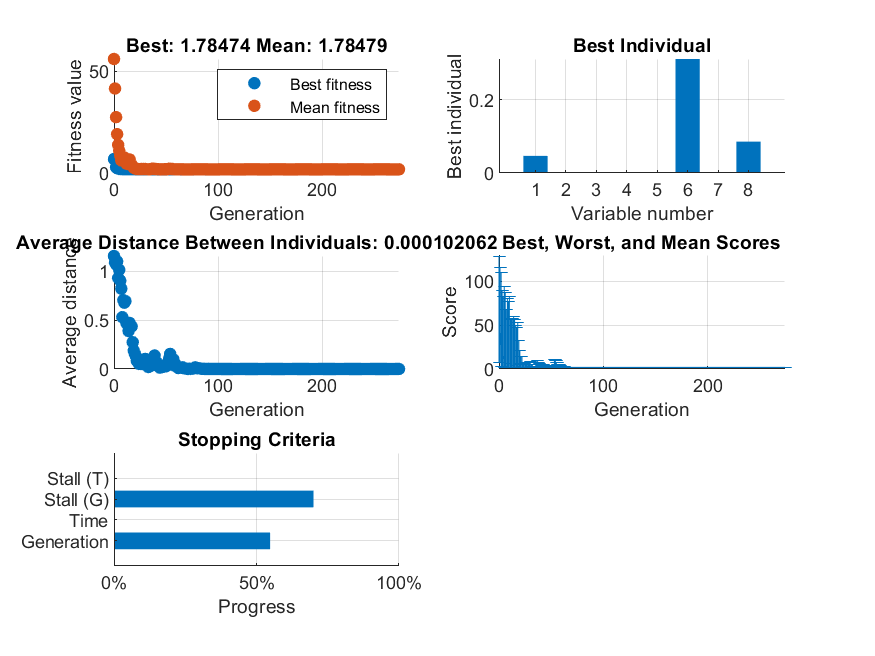 Best: 1.78474 Mean: 1.78479
Fitness value
50
0
Best fitness
Mean fitness
0 100 200
Generation
Best Individual
Best individual
0.2
0
1 2 3 4 5 6 7 8
Variable number
Average Distance Between Individuals: 0.000102062
Average distance
1
0.5
0
0 100 200
Generation
Best, Worst, and Mean Scores
Score
100
50
0
0 100 200
Generation
Stopping Criteria
Stall (T)
Stall (G)
Time
Generation
0% 50% 100%
Progress